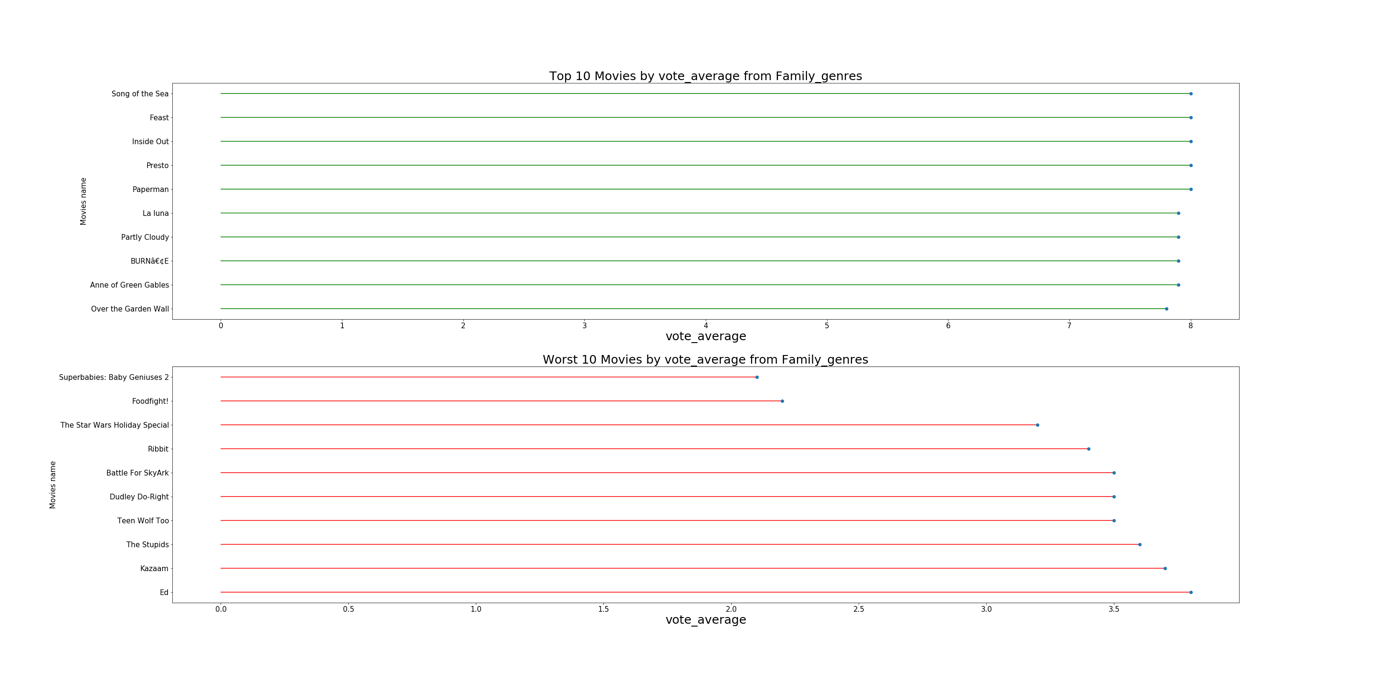 Top 10 Movies by vote_average from Family_genres
Movies name
Song of the Sea
Feast
Inside Out
Presto
Paperman
La luna
Partly Cloudy
BURNâ€¢E
Anne of Green Gables
Over the Garden Wall
0 1 2 3 4 5 6 7 8
vote_average
Worst 10 Movies by vote_average from Family_genres
Movies name
Superbabies: Baby Geniuses 2
Foodfight!
The Star Wars Holiday Special
Ribbit
Battle For SkyArk
Dudley Do-Right
Teen Wolf Too
The Stupids
Kazaam
Ed
0.0 0.5 1.0 1.5 2.0 2.5 3.0 3.5
vote_average